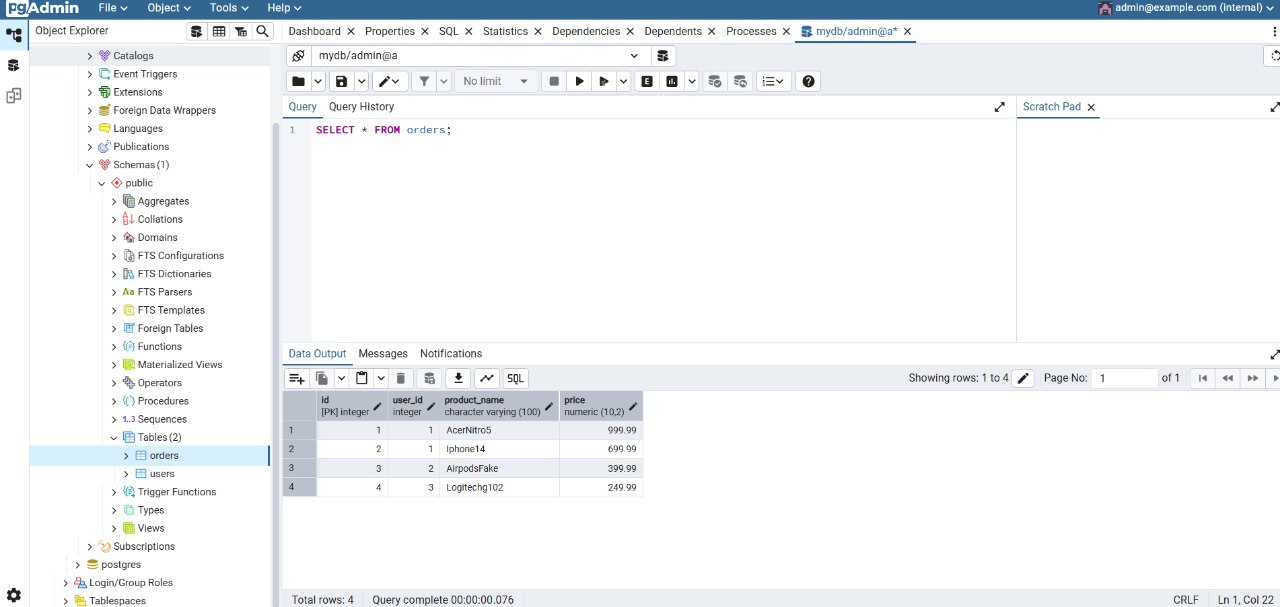 pgAdmin File Object Tools Help admin@example.com (internal)
Object Explorer
Dashboard Properties SQL Statistics Dependencies Dependents Processes mydb/admin@a*
mydb/admin@a
No limit
E
Query Query History
Scratch Pad
1 SELECT * FROM orders;
Catalogs
Event Triggers
Extensions
Foreign Data Wrappers
Languages
Publications
Schemas (1)
public
Aggregates
Collations
Domains
FTS Configurations
FTS Dictionaries
Aa FTS Parsers
FTS Templates
Foreign Tables
Functions
Materialized Views
Operators
Procedures
1..3 Sequences
Tables (2)
orders
users
Trigger Functions
Types
Views
Subscriptions
postgres
Login/Group Roles
Tablespaces
Data Output Messages Notifications
SQL
Showing rows: 1 to 4 Page No: 1 of 1
id user_id product_name price
[PK] integer integer character varying (100) numeric (10,2)
1 1 1 AcerNitro5 999.99
2 2 1 Iphone14 699.99
3 3 2 AirpodsFake 399.99
4 4 3 Logitechg102 249.99
Total rows: 4 Query complete 00:00:00.076 CRLF Ln 1, Col 22